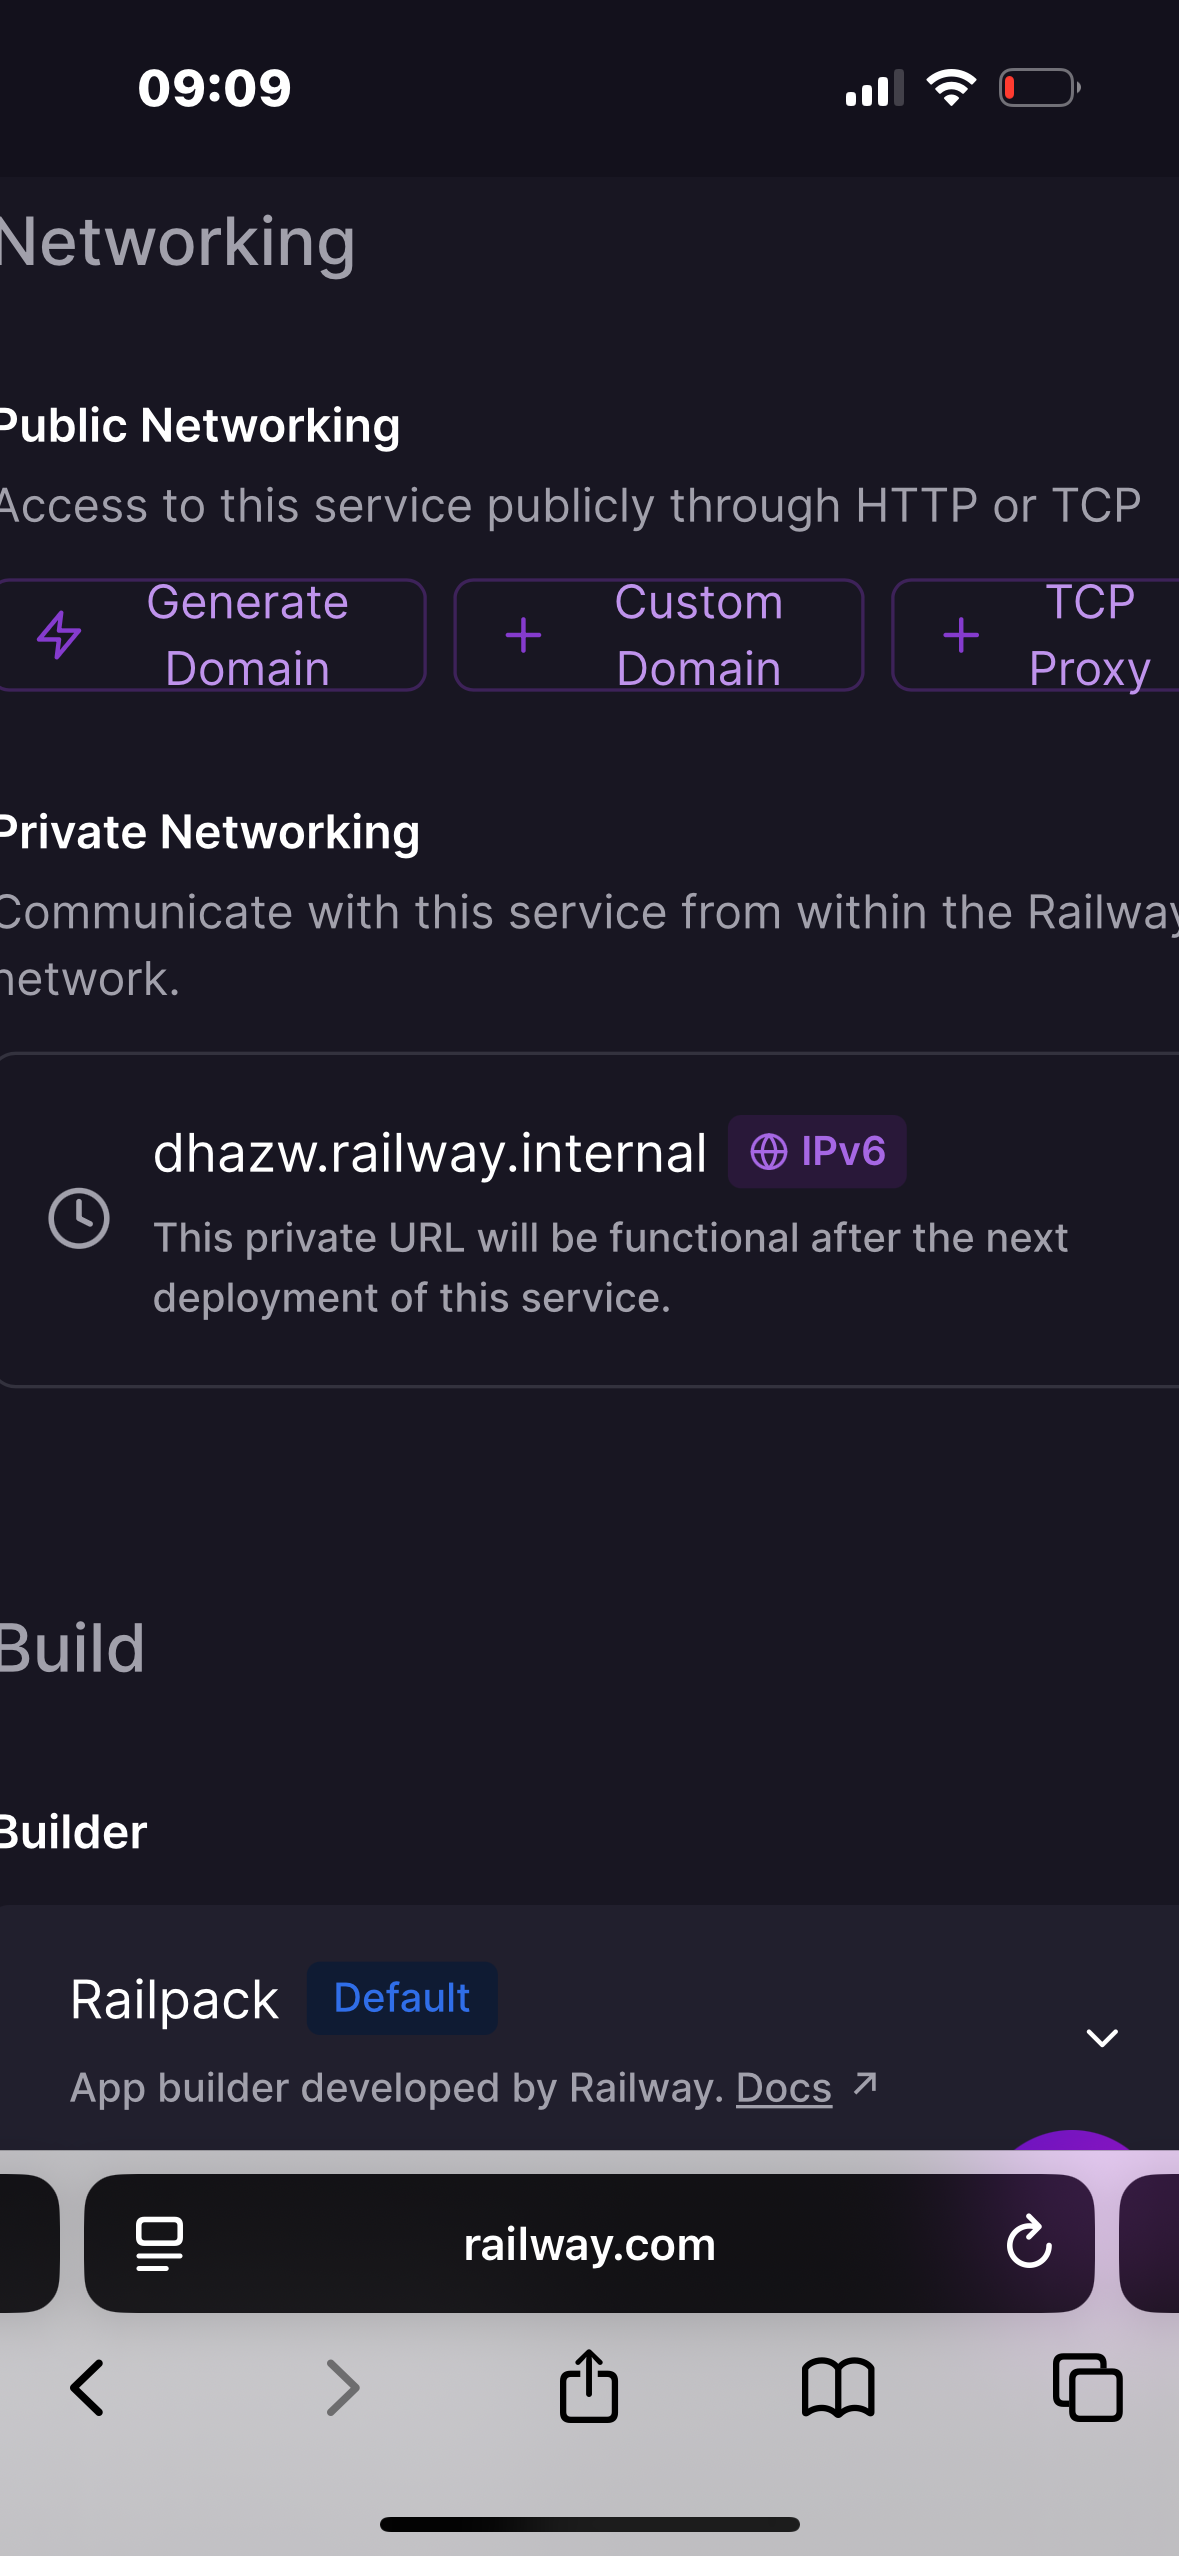 09:09
Networking
Public Networking
Access to this service publicly through HTTP or TCP
Generate
Domain
Custom
Domain
TCP
Proxy
Private Networking
Communicate with this service from within the Railway
network.
dhazw.railway.internal IPv6
This private URL will be functional after the next
deployment of this service.
Build
Builder
Railpack Default
App builder developed by Railway. Docs ↗
railway.com